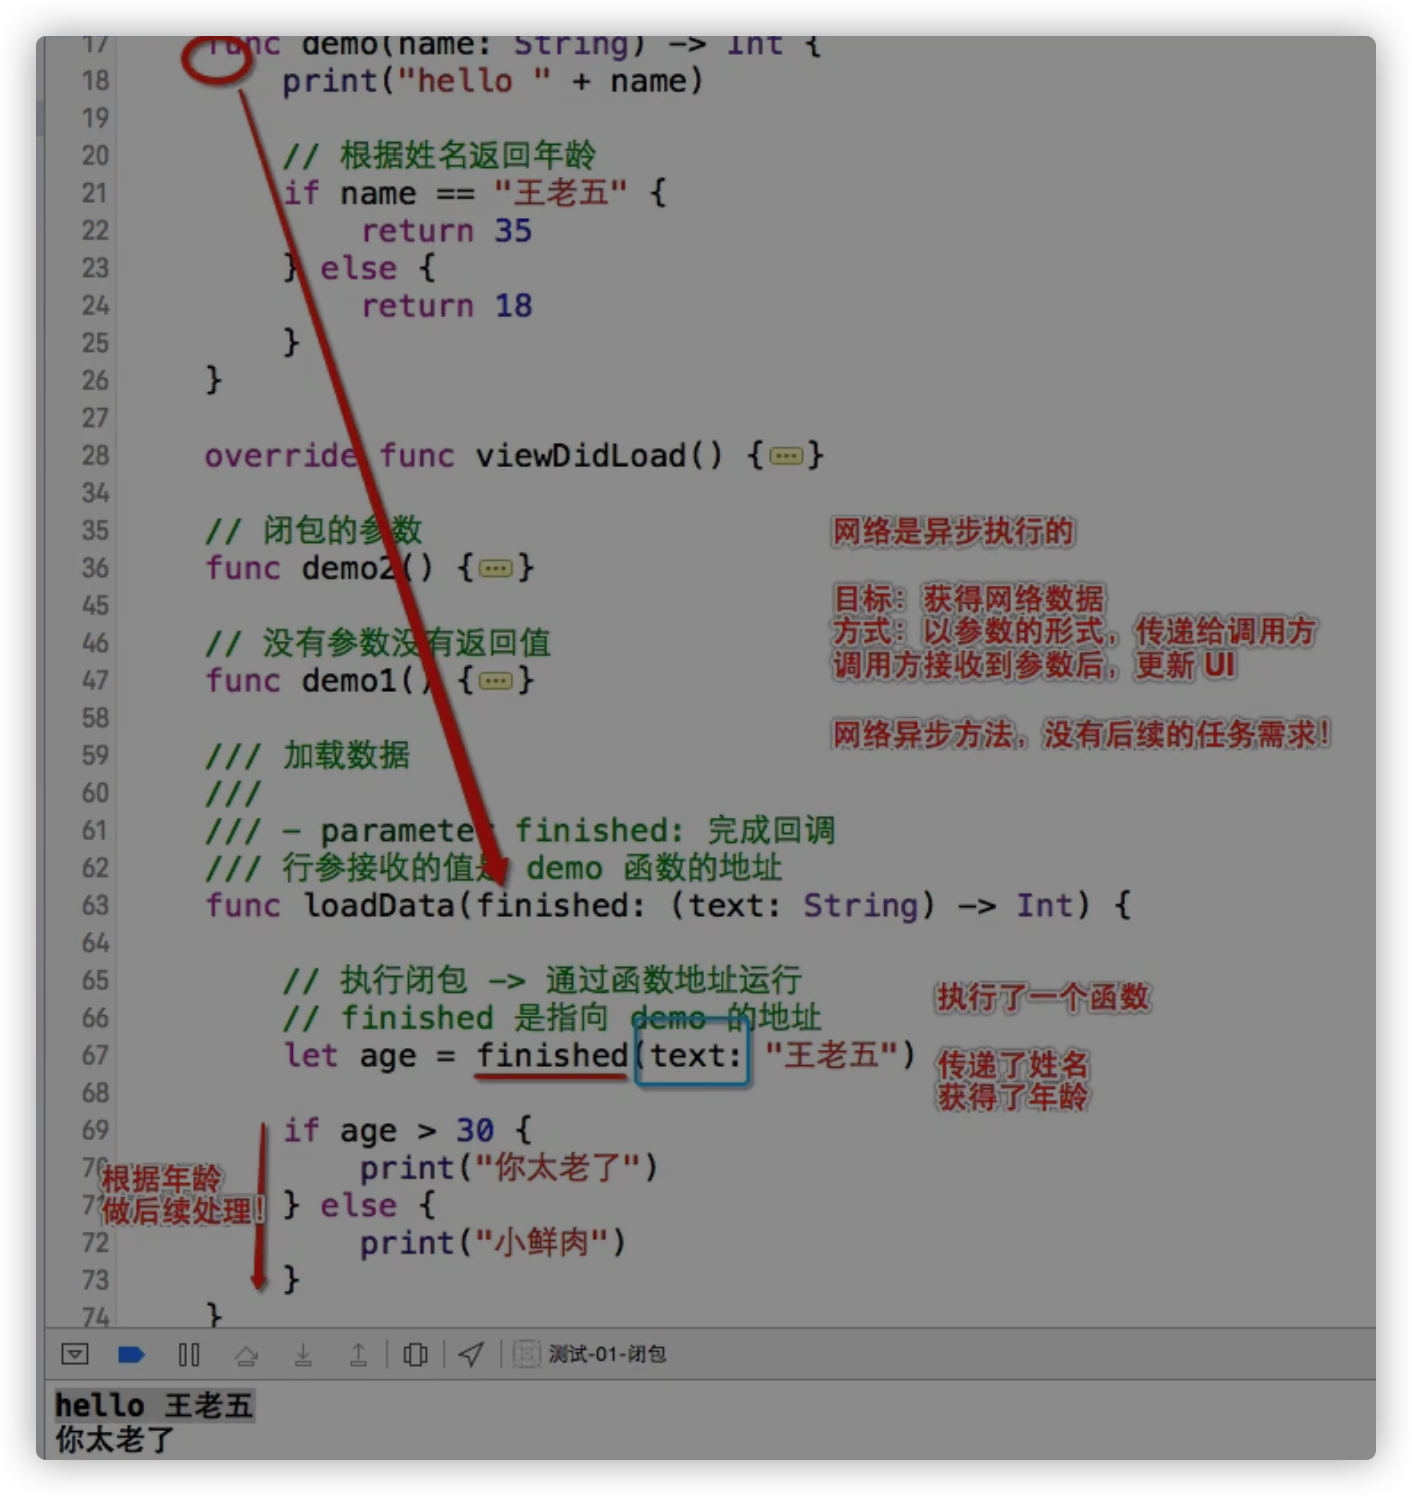 17 func demo(name: String) -> Int {
18 print("hello " + name)
19
20 // 根据姓名返回年龄
21 if name == "王老五" {
22 return 35
23 } else {
24 return 18
25 }
26 }
27
28 override func viewDidLoad() {•••}
34
35 // 闭包的参数
网络是异步执行的
36 func demo2() {•••}
45
目标：获得网络数据
46 // 没有参数没有返回值
方式：以参数的形式，传递给调用方
47 func demo1() {•••}
调用方接收到参数后，更新 UI
58
网络异步方法，没有后续的任务需求！
59 /// 加载数据
60 ///
61 /// - parameter finished: 完成回调
62 /// 行参接收的值是 demo 函数的地址
63 func loadData(finished: (text: String) -> Int) {
64
65 // 执行闭包 -> 通过函数地址运行
执行了一个函数
66 // finished 是指向 demo 的地址
67 let age = finished(text: "王老五")
传递了姓名
获得了年龄
68
69 if age > 30 {
70 print("你太老了")
根据年龄
做后续处理！
71 } else {
72 print("小鲜肉")
73 }
74 }
测试-01-闭包
hello 王老五
你太老了